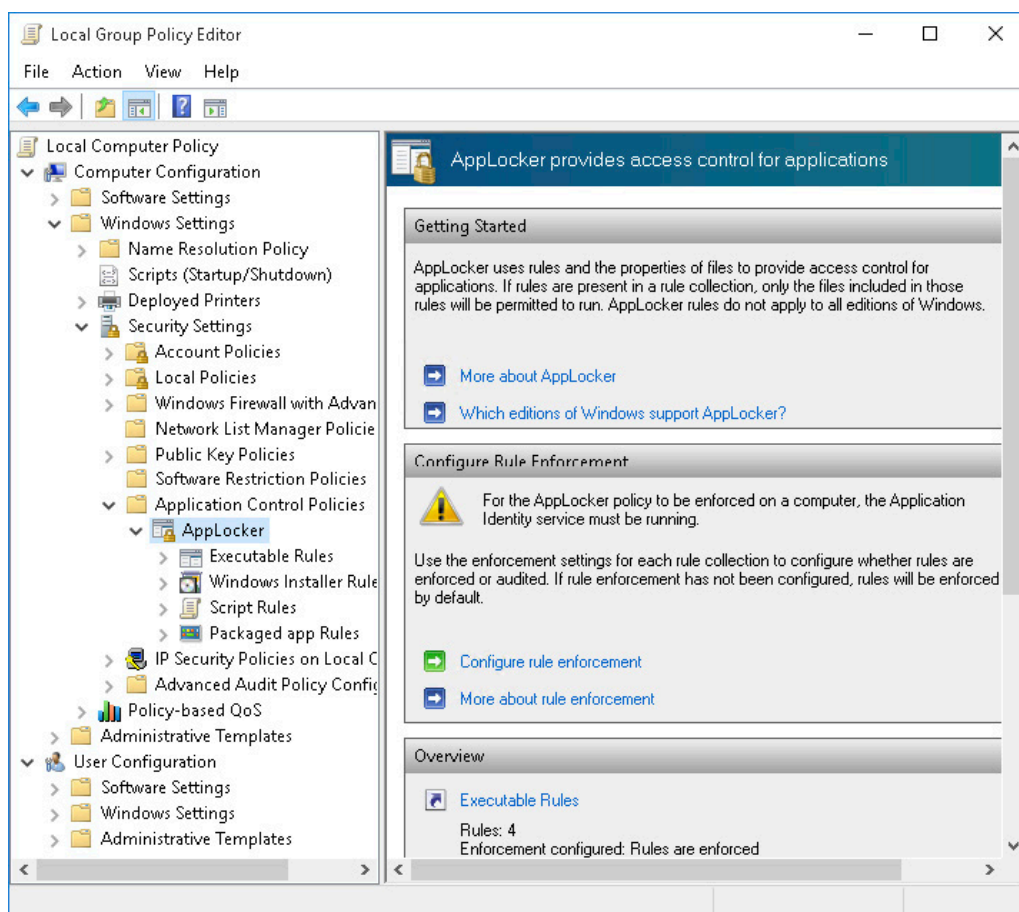 Local Group Policy Editor
File Action View Help
Local Computer Policy
Computer Configuration
Software Settings
Windows Settings
Name Resolution Policy
Scripts (Startup/Shutdown)
Deployed Printers
Security Settings
Account Policies
Local Policies
Windows Firewall with Advan
Network List Manager Policie
Public Key Policies
Software Restriction Policies
Application Control Policies
AppLocker
Executable Rules
Windows Installer Rule
Script Rules
Packaged app Rules
IP Security Policies on Local C
Advanced Audit Policy Config
Policy-based QoS
Administrative Templates
User Configuration
Software Settings
Windows Settings
Administrative Templates
AppLocker provides access control for applications
Getting Started
AppLocker uses rules and the properties of files to provide access control for
applications. If rules are present in a rule collection, only the files included in those
rules will be permitted to run. AppLocker rules do not apply to all editions of Windows.
More about AppLocker
Which editions of Windows support AppLocker?
Configure Rule Enforcement
For the AppLocker policy to be enforced on a computer, the Application
Identity service must be running.
Use the enforcement settings for each rule collection to configure whether rules are
enforced or audited. If rule enforcement has not been configured, rules will be enforced
by default.
Configure rule enforcement
More about rule enforcement
Overview
Executable Rules
Rules: 4
Enforcement configured: Rules are enforced